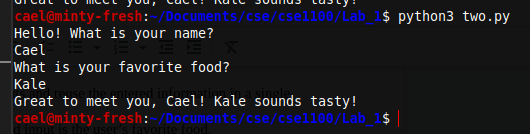 Great to meet you, Cael! Kale sounds tasty!
cael@minty-fresh:~/Documents/cse/cse1100/Lab_1$ python3 two.py
Hello! What is your name?
Cael
What is your favorite food?
Kale
Great to meet you, Cael! Kale sounds tasty!
cael@minty-fresh:~/Documents/cse/cse1100/Lab_1$